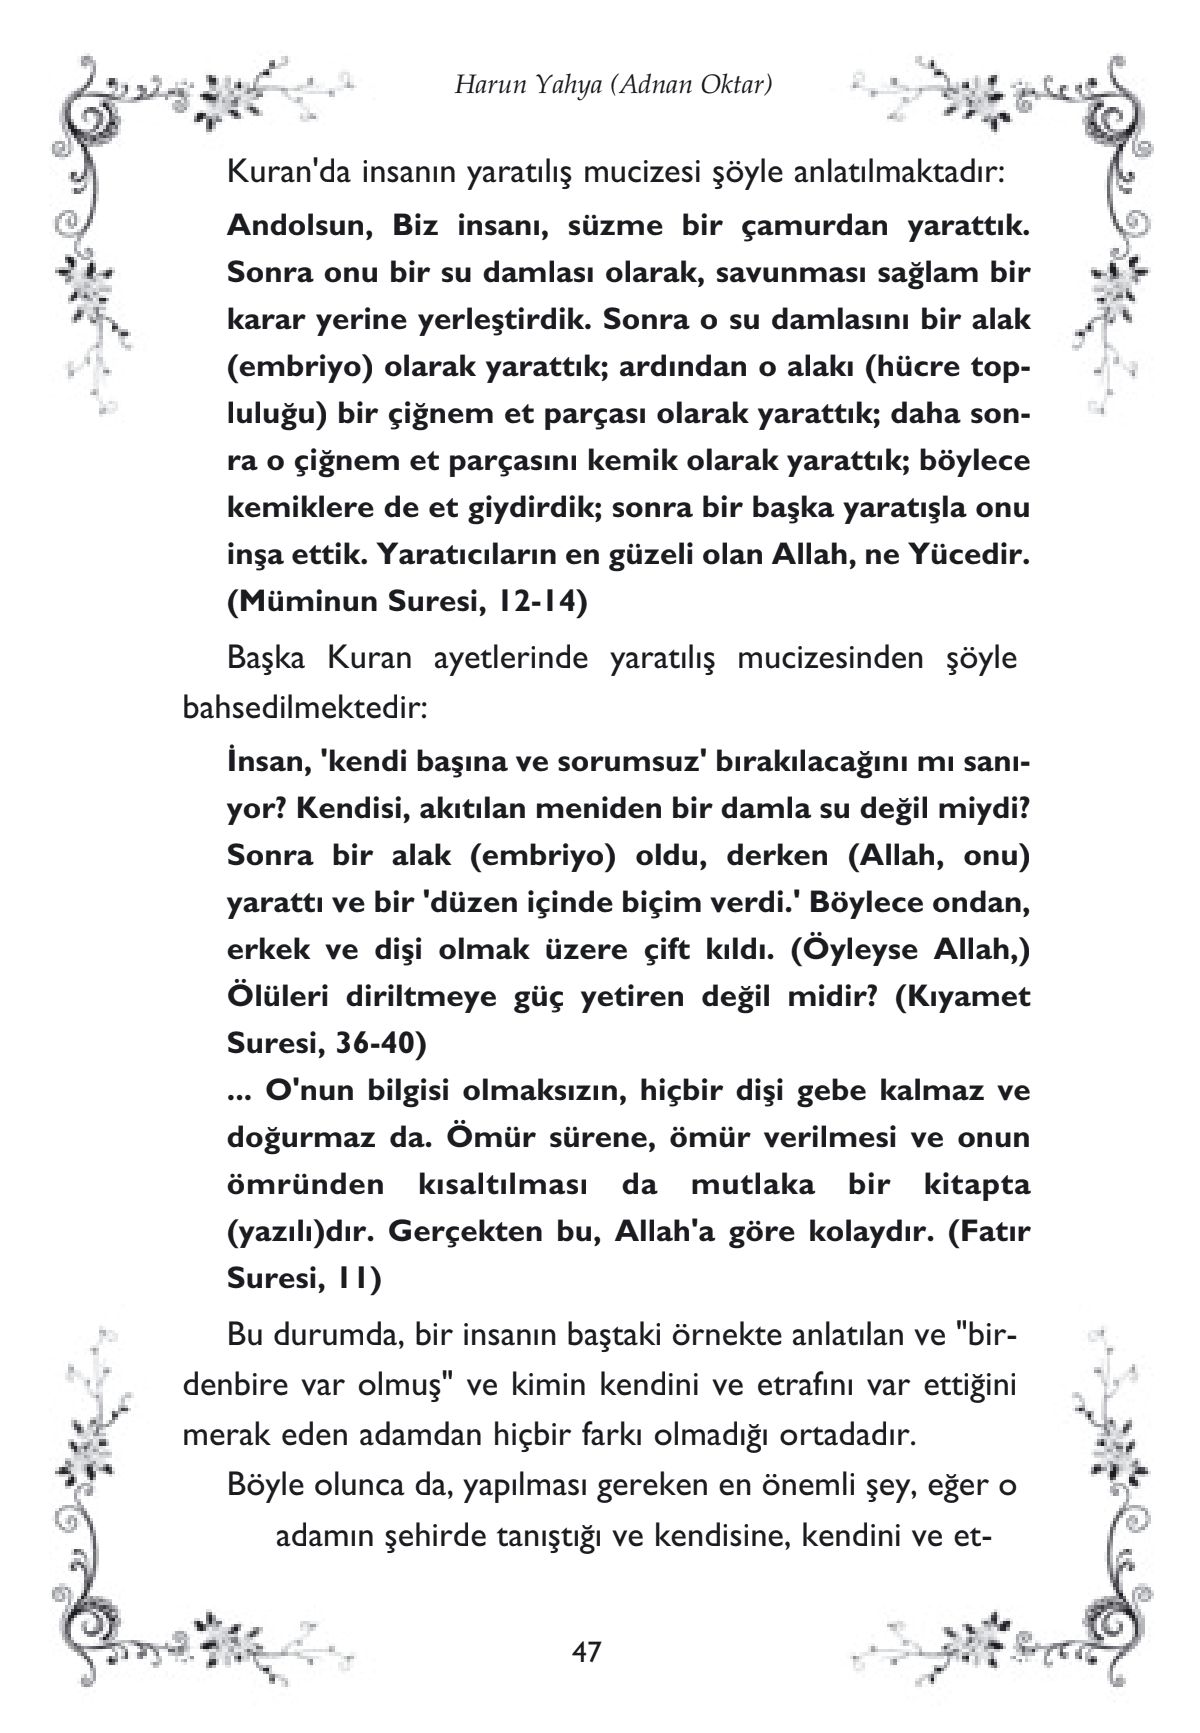 Harun Yahya (Adnan Oktar)
Kuran'da insanın yaratılış mucizesi şöyle anlatılmaktadır:
Andolsun, Biz insanı, süzme bir çamurdan yarattık.
Sonra onu bir su damlası olarak, savunması sağlam bir
karar yerine yerleştirdik. Sonra o su damlasını bir alak
(embriyo) olarak yarattık; ardından o alakı (hücre top-
luluğu) bir çiğnem et parçası olarak yarattık; daha son-
ra o çiğnem et parçasını kemik olarak yarattık; böylece
kemiklere de et giydirdik; sonra bir başka yaratışla onu
inşa ettik. Yaratıcıların en güzeli olan Allah, ne Yücedir.
(Müminun Suresi, 12-14)
Başka Kuran ayetlerinde yaratılış mucizesinden şöyle
bahsedilmektedir:
İnsan, 'kendi başına ve sorumsuz' bırakılacağını mı sanı-
yor? Kendisi, akıtılan meniden bir damla su değil miydi?
Sonra bir alak (embriyo) oldu, derken (Allah, onu)
yarattı ve bir 'düzen içinde biçim verdi.' Böylece ondan,
erkek ve dişi olmak üzere çift kıldı. (Öyleyse Allah,)
Ölüleri diriltmeye güç yetiren değil midir? (Kıyamet
Suresi, 36-40)
... O'nun bilgisi olmaksızın, hiçbir dişi gebe kalmaz ve
doğurmaz da. Ömür sürene, ömür verilmesi ve onun
ömründen kısaltılması da mutlaka bir kitapta
(yazılı)dır. Gerçekten bu, Allah'a göre kolaydır. (Fatır
Suresi, 11)
Bu durumda, bir insanın baştaki örnekte anlatılan ve "bir-
denbire var olmuş" ve kimin kendini ve etrafını var ettiğini
merak eden adamdan hiçbir farkı olmadığı ortadadır.
Böyle olunca da, yapılması gereken en önemli şey, eğer o
adamın şehirde tanıştığı ve kendisine, kendini ve et-
47